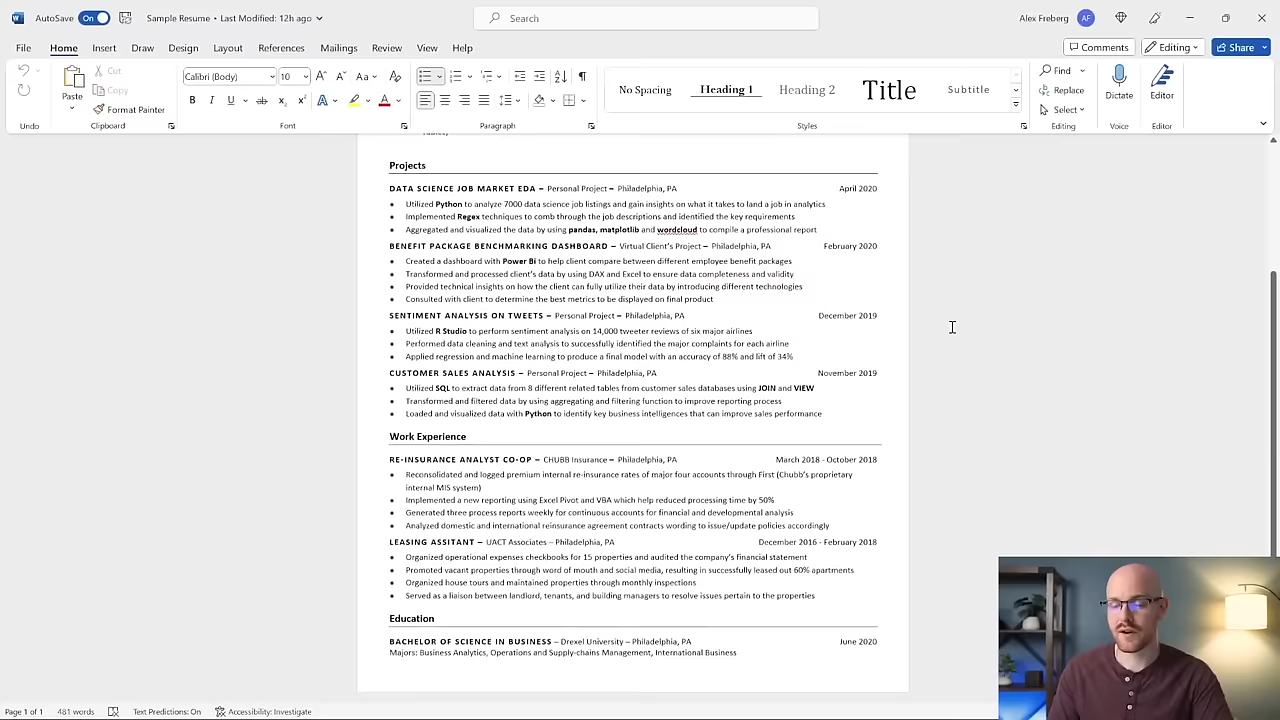 AutoSave On Sample Resume • Last Modified: 12h ago Search Alex Freberg AF
File Home Insert Draw Design Layout References Mailings Review View Help Comments Editing Share
Paste Cut Copy Format Painter
Calibri (Body) 10 A A Aa A
B I U ab x₂ x² A A
No Spacing Heading 1 Heading 2 Title Subtitle
Find Replace Select Dictate Editor
Undo Clipboard Font Paragraph Styles Editing Voice Editor
Projects
DATA SCIENCE JOB MARKET EDA – Personal Project – Philadelphia, PA April 2020
• Utilized Python to analyze 7000 data science job listings and gain insights on what it takes to land a job in analytics
• Implemented Regex techniques to comb through the job descriptions and identified the key requirements
• Aggregated and visualized the data by using pandas, matplotlib and wordcloud to compile a professional report
BENEFIT PACKAGE BENCHMARKING DASHBOARD – Virtual Client's Project – Philadelphia, PA February 2020
• Created a dashboard with Power Bi to help client compare between different employee benefit packages
• Transformed and processed client's data by using DAX and Excel to ensure data completeness and validity
• Provided technical insights on how the client can fully utilize their data by introducing different technologies
• Consulted with client to determine the best metrics to be displayed on final product
SENTIMENT ANALYSIS ON TWEETS – Personal Project – Philadelphia, PA December 2019
• Utilized R Studio to perform sentiment analysis on 14,000 tweeter reviews of six major airlines
• Performed data cleaning and text analysis to successfully identified the major complaints for each airline
• Applied regression and machine learning to produce a final model with an accuracy of 88% and lift of 34%
CUSTOMER SALES ANALYSIS – Personal Project – Philadelphia, PA November 2019
• Utilized SQL to extract data from 8 different related tables from customer sales databases using JOIN and VIEW
• Transformed and filtered data by using aggregating and filtering function to improve reporting process
• Loaded and visualized data with Python to identify key business intelligences that can improve sales performance
Work Experience
RE-INSURANCE ANALYST CO-OP – CHUBB Insurance – Philadelphia, PA March 2018 - October 2018
• Reconsolidated and logged premium internal re-insurance rates of major four accounts through First (Chubb's proprietary
internal MIS system)
• Implemented a new reporting using Excel Pivot and VBA which help reduced processing time by 50%
• Generated three process reports weekly for continuous accounts for financial and developmental analysis
• Analyzed domestic and international reinsurance agreement contracts wording to issue/update policies accordingly
LEASING ASSITANT – UACT Associates – Philadelphia, PA December 2016 - February 2018
• Organized operational expenses checkbooks for 15 properties and audited the company's financial statement
• Promoted vacant properties through word of mouth and social media, resulting in successfully leased out 60% apartments
• Organized house tours and maintained properties through monthly inspections
• Served as a liaison between landlord, tenants, and building managers to resolve issues pertain to the properties
Education
BACHELOR OF SCIENCE IN BUSINESS – Drexel University – Philadelphia, PA June 2020
Majors: Business Analytics, Operations and Supply-chains Management, International Business
Page 1 of 1 481 words Text Predictions: On Accessibility: Investigate